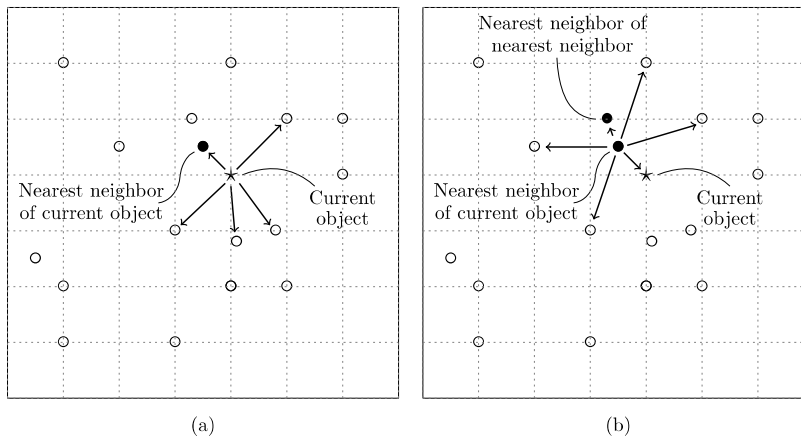 Nearest neighbor
of current object
Current
object
(a)
Nearest neighbor of
nearest neighbor
Nearest neighbor
of current object
Current
object
(b)